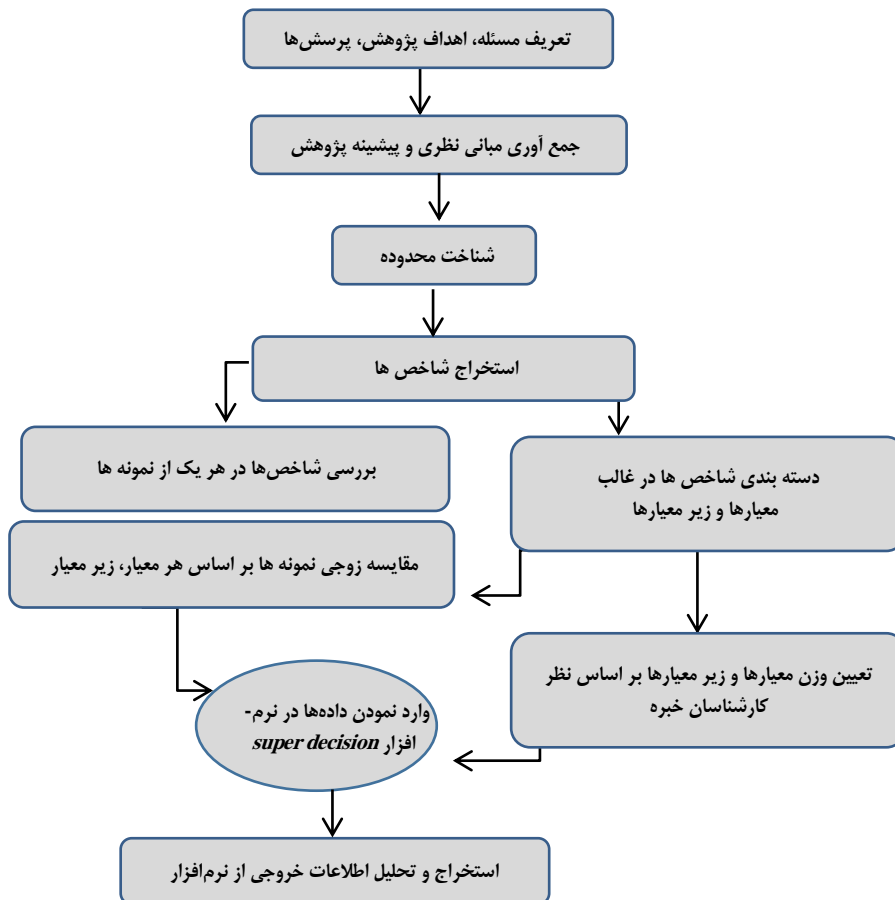 تعریف مسئله، اهداف پژوهش، پرسش‌ها
جمع آوری مبانی نظری و پیشینه پژوهش
شناخت محدوده
استخراج شاخص ها
بررسی شاخص‌ها در هر یک از نمونه ها
دسته بندی شاخص ها در غالب
معیارها و زیر معیارها
مقایسه زوجی نمونه ها بر اساس هر معیار، زیر معیار
تعیین وزن معیارها و زیر معیارها بر اساس نظر
کارشناسان خبره
وارد نمودن داده‌ها در نرم-
افزار super decision
استخراج و تحلیل اطلاعات خروجی از نرم‌افزار